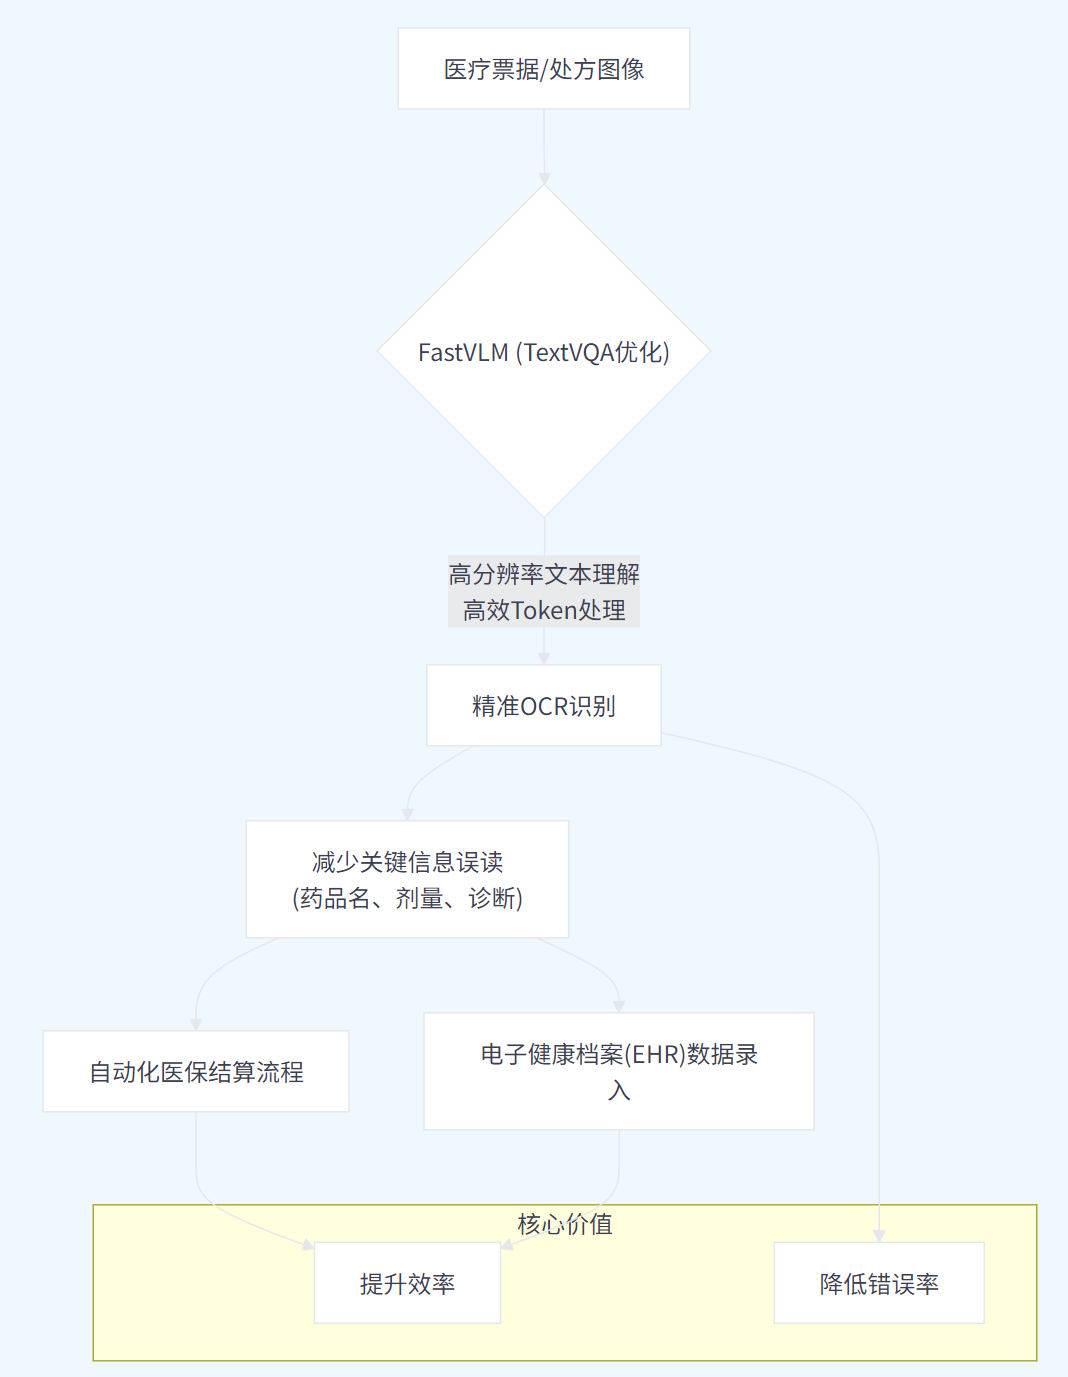 医疗票据/处方图像
FastVLM (TextVQA优化)
高分辨率文本理解
高效Token处理
精准OCR识别
减少关键信息误读
(药品名、剂量、诊断)
自动化医保结算流程
电子健康档案(EHR)数据录
入
核心价值
提升效率
降低错误率